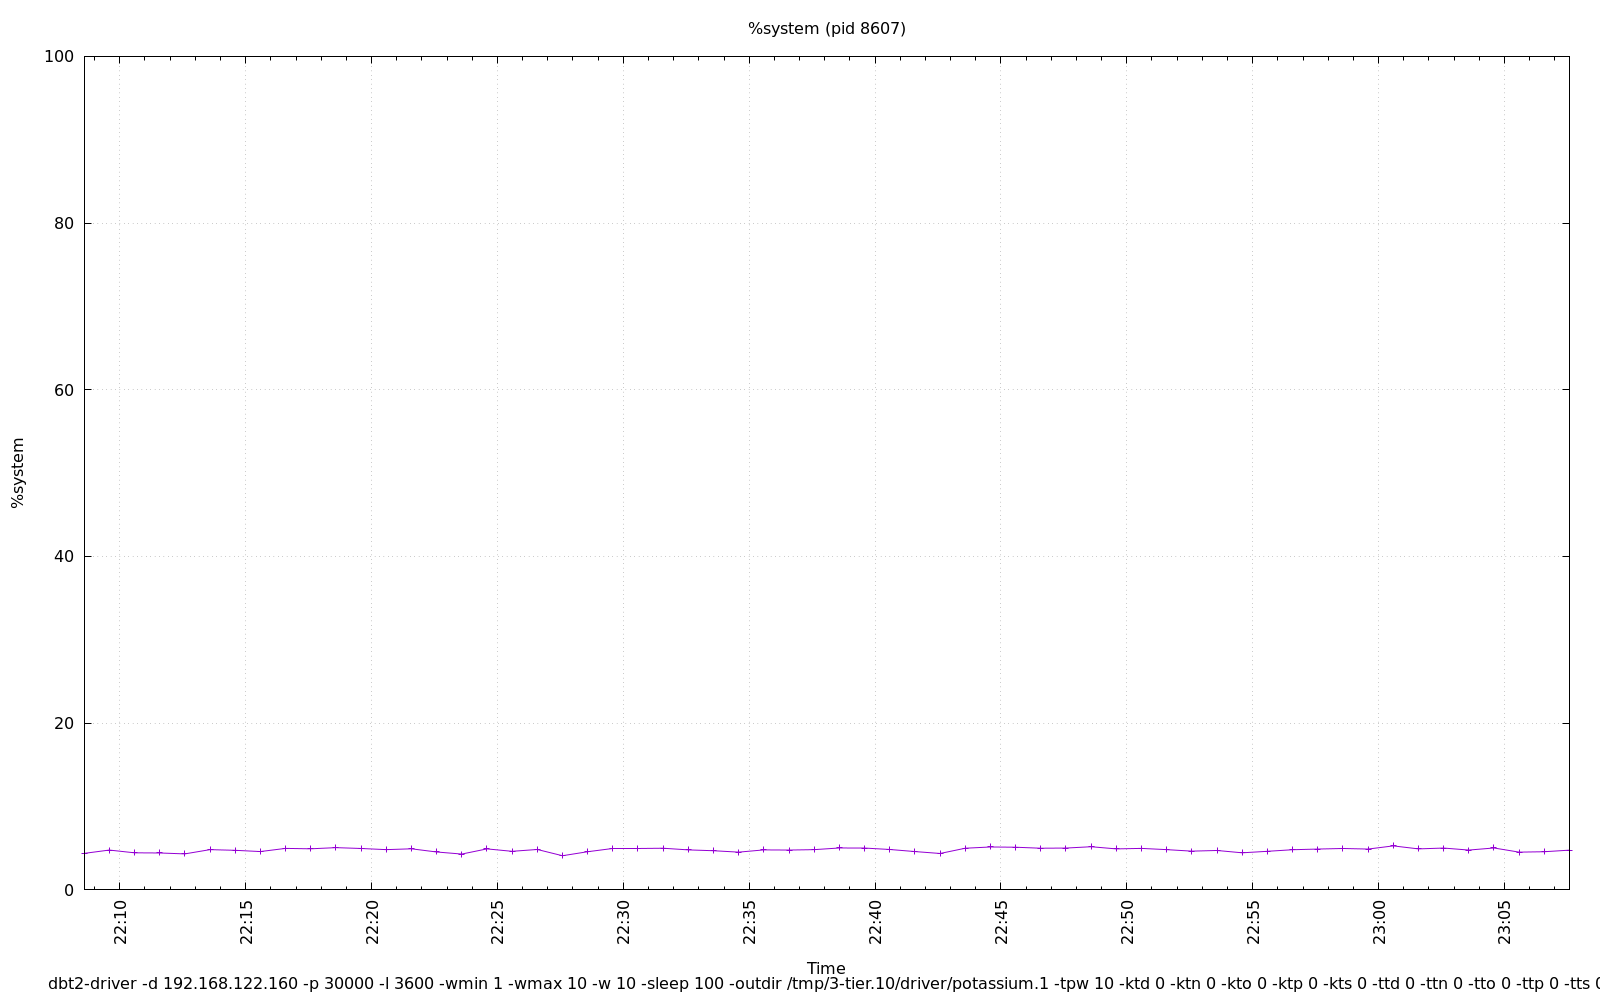 %system (pid 8607)
100
80
60
40
20
0
%system
22:10 22:15 22:20 22:25 22:30 22:35 22:40 22:45 22:50 22:55 23:00 23:05
Time
dbt2-driver -d 192.168.122.160 -p 30000 -l 3600 -wmin 1 -wmax 10 -w 10 -sleep 100 -outdir /tmp/3-tier.10/driver/potassium.1 -tpw 10 -ktd 0 -ktn 0 -kto 0 -ktp 0 -kts 0 -ttd 0 -ttn 0 -tto 0 -ttp 0 -tts 0